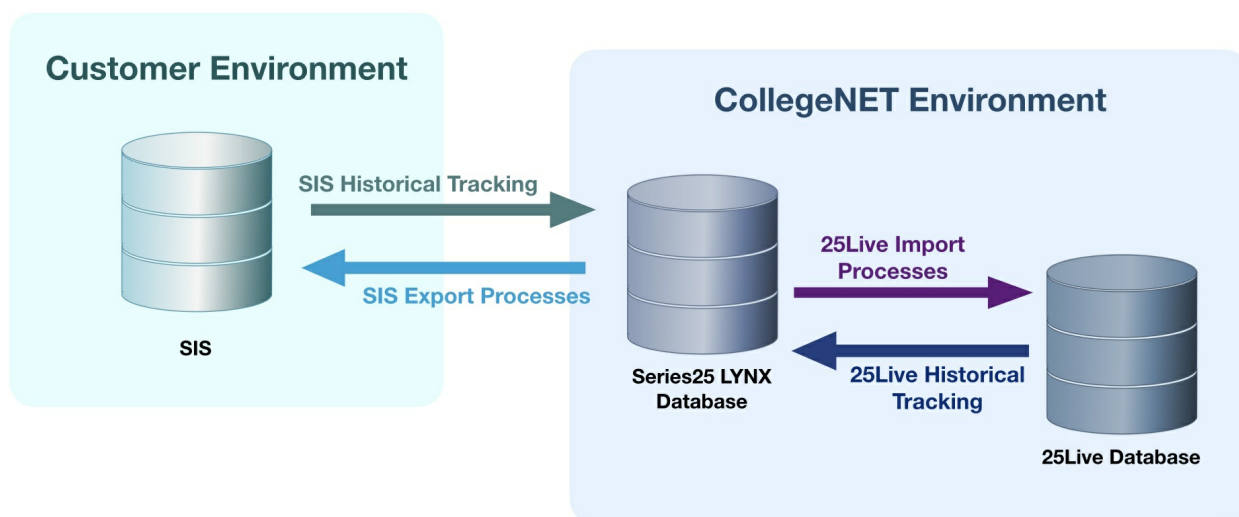 Customer Environment
CollegeNET Environment
SIS Historical Tracking
SIS Export Processes
SIS
25Live Import
Processes
Series25 LYNX
Database
25Live Historical
Tracking
25Live Database